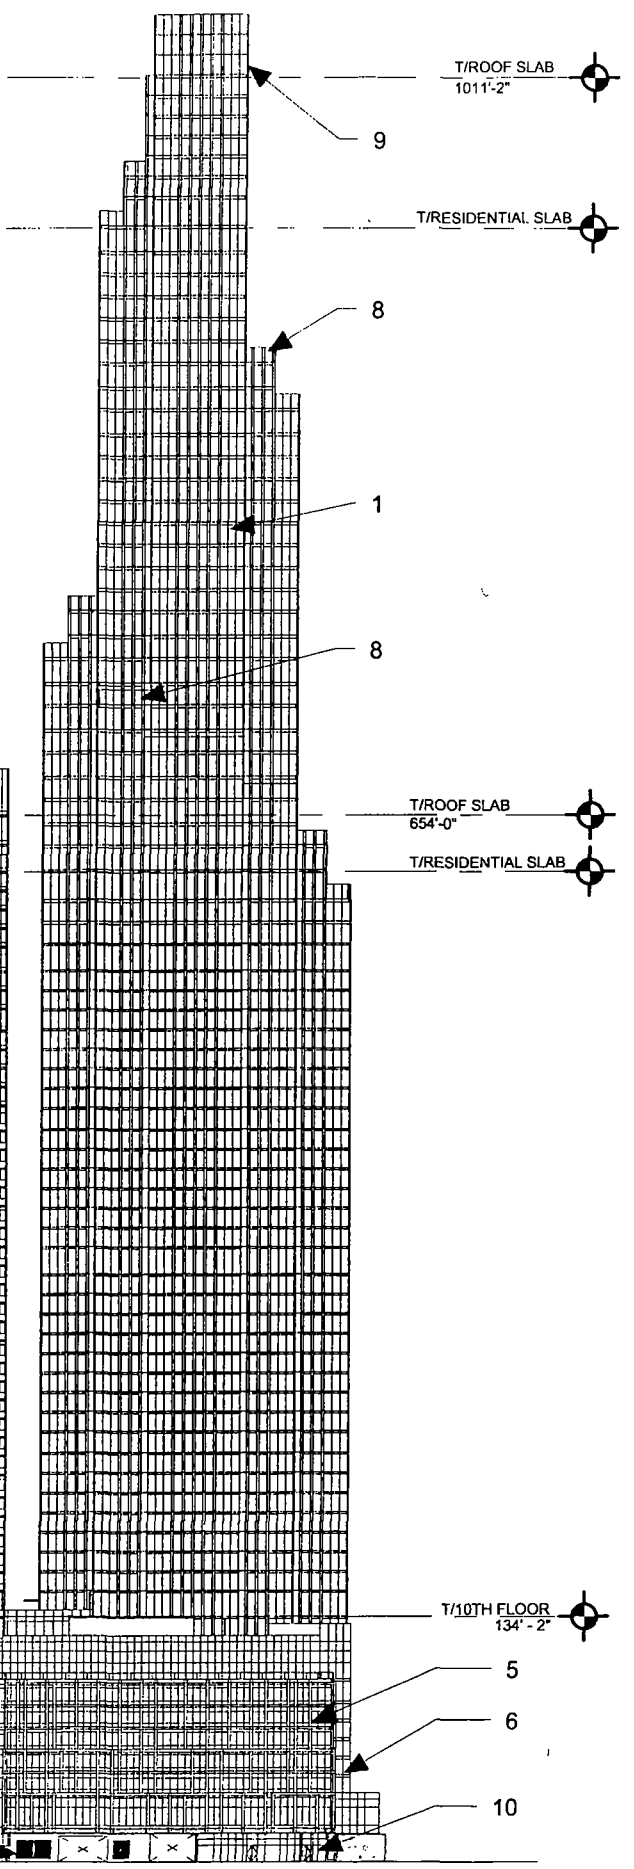 T/ROOF SLAB
1011'-2"
9
T/RESIDENTIAL SLAB
8
1
8
T/ROOF SLAB
654'-0"
T/RESIDENTIAL SLAB
T/10TH FLOOR
134' - 2"
5
6
10